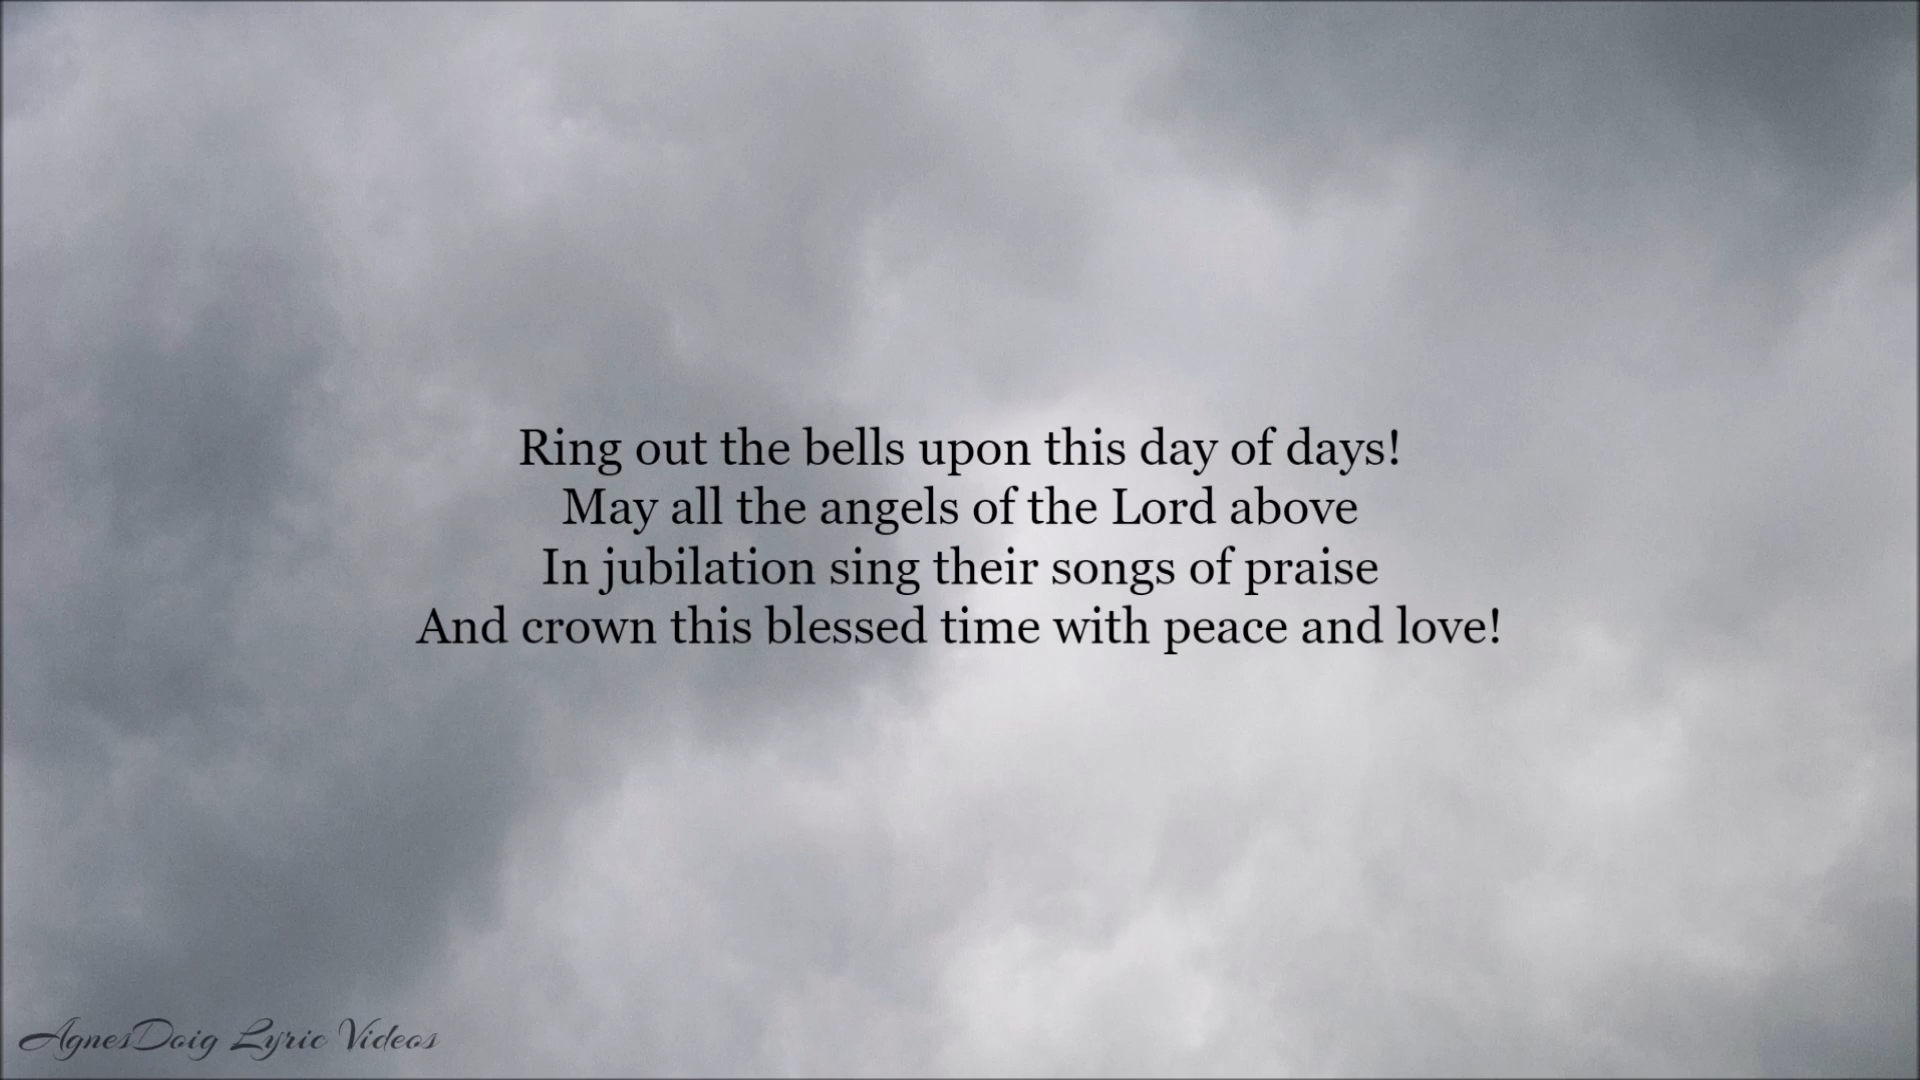 Ring out the bells upon this day of days!
May all the angels of the Lord above
In jubilation sing their songs of praise
And crown this blessed time with peace and love!
AgnesDoig Lyric Videos